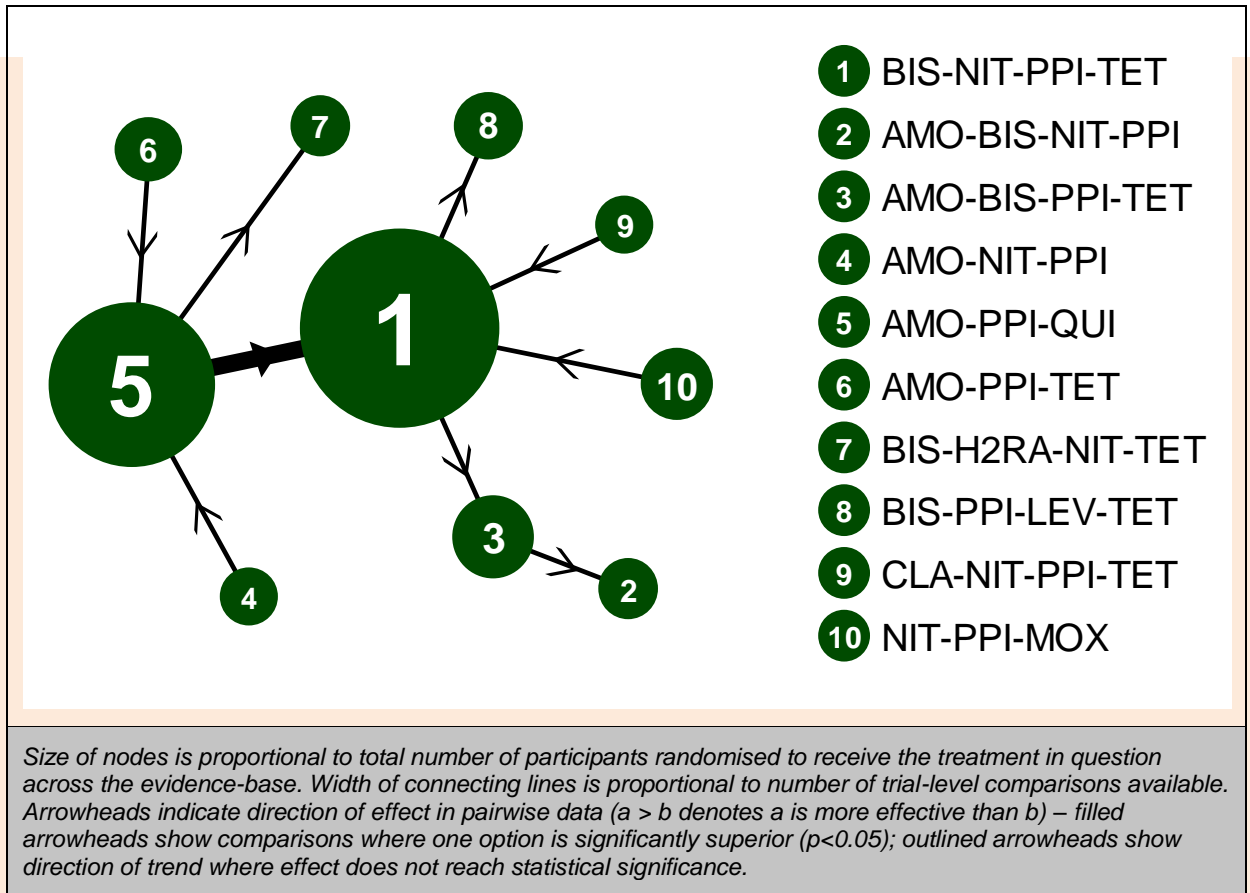 6
7
8
9
5
1
10
3
4
2
1 BIS-NIT-PPI-TET
2 AMO-BIS-NIT-PPI
3 AMO-BIS-PPI-TET
4 AMO-NIT-PPI
5 AMO-PPI-QUI
6 AMO-PPI-TET
7 BIS-H2RA-NIT-TET
8 BIS-PPI-LEV-TET
9 CLA-NIT-PPI-TET
10 NIT-PPI-MOX
Size of nodes is proportional to total number of participants randomised to receive the treatment in question
across the evidence-base. Width of connecting lines is proportional to number of trial-level comparisons available.
Arrowheads indicate direction of effect in pairwise data (a > b denotes a is more effective than b) – filled
arrowheads show comparisons where one option is significantly superior (p<0.05); outlined arrowheads show
direction of trend where effect does not reach statistical significance.